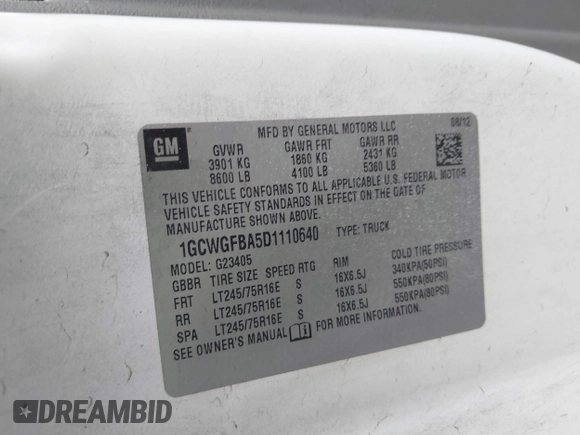 GM
MFD BY GENERAL MOTORS LLC
08/12
GVWR GAWR FRT GAWR RR
3901 KG 1860 KG 2431 KG
8600 LB 4100 LB 5360 LB
THIS VEHICLE CONFORMS TO ALL APPLICABLE U.S. FEDERAL MOTOR
VEHICLE SAFETY STANDARDS IN EFFECT ON THE DATE OF
MANUFACTURE SHOWN ABOVE.
1GCWGFBA5D1110640 TYPE: TRUCK
MODEL: G23405
GBBR TIRE SIZE SPEED RTG RIM COLD TIRE PRESSURE
FRT LT245/75R16E S 16X6.5J 340KPA(50PSI)
RR LT245/75R16E S 16X6.5J 550KPA(80PSI)
SPA LT245/75R16E S 16X6.5J 550KPA(80PSI)
SEE OWNER'S MANUAL FOR MORE INFORMATION.
DREAMBID